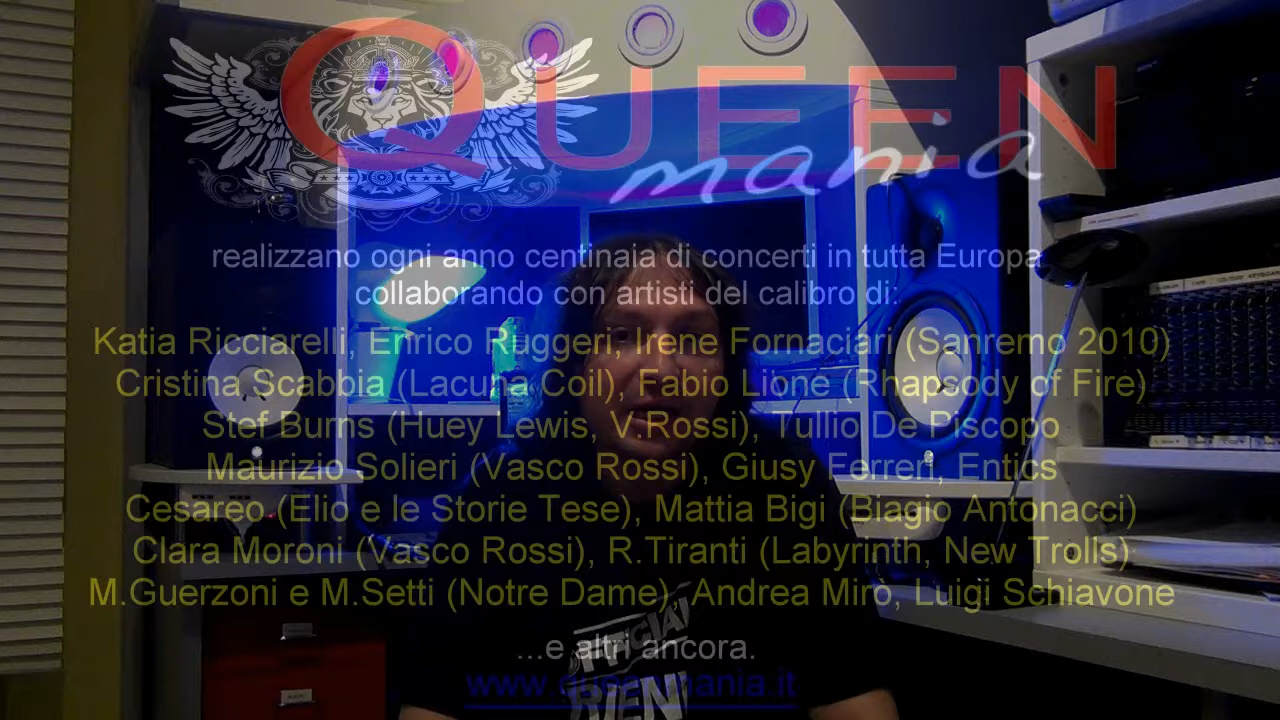 QUEEN
mania
realizzano ogni anno centinaia di concerti in tutta Europa
collaborando con artisti del calibro di:
Katia Ricciarelli, Enrico Ruggeri, Irene Fornaciari (Sanremo 2010)
Cristina Scabbia (Lacuna Coil), Fabio Lione (Rhapsody of Fire)
Stef Burns (Huey Lewis, V.Rossi), Tullio De Piscopo
Maurizio Solieri (Vasco Rossi), Giusy Ferreri, Entics
Cesareo (Elio e le Storie Tese), Mattia Bigi (Biagio Antonacci)
Clara Moroni (Vasco Rossi), R.Tiranti (Labyrinth, New Trolls)
M.Guerzoni e M.Setti (Notre Dame), Andrea Mirò, Luigi Schiavone
...e altri ancora.
www.queenmania.it